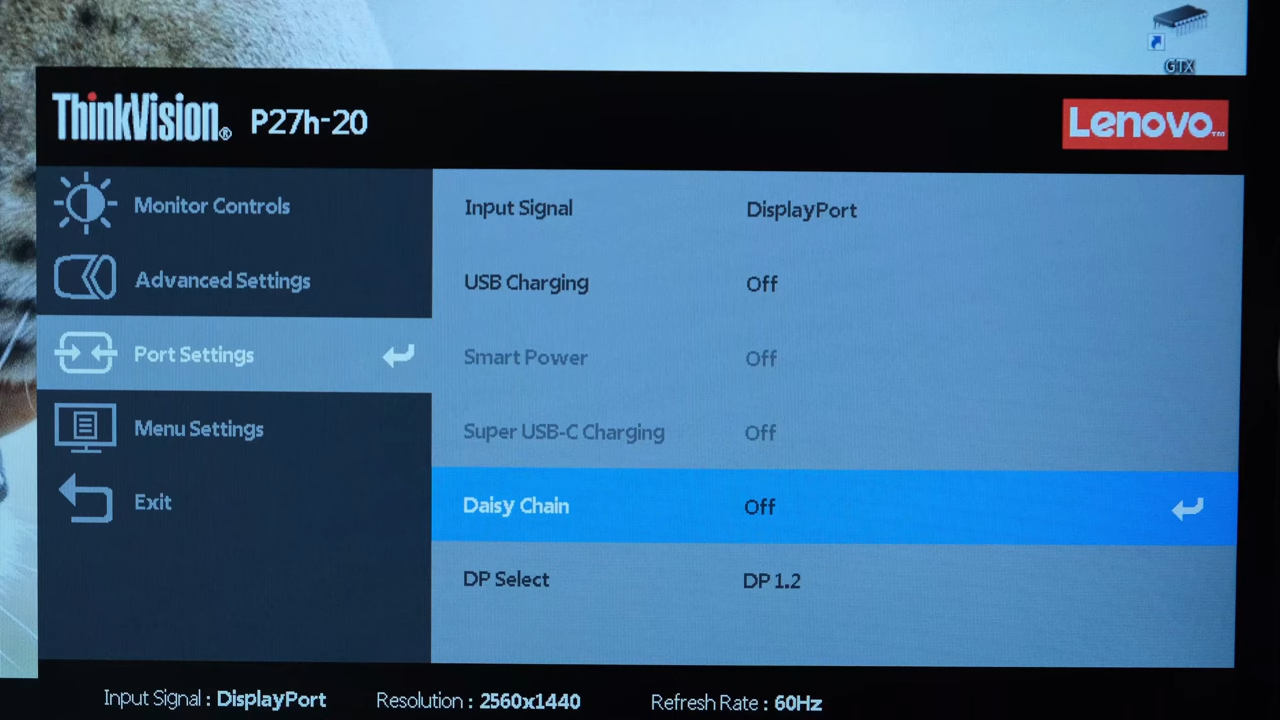 GTX
ThinkVision® P27h-20
Lenovo™
Monitor Controls
Advanced Settings
Port Settings
Menu Settings
Exit
Input Signal DisplayPort
USB Charging Off
Smart Power Off
Super USB-C Charging Off
Daisy Chain Off
DP Select DP 1.2
Input Signal : DisplayPort Resolution : 2560x1440 Refresh Rate : 60Hz